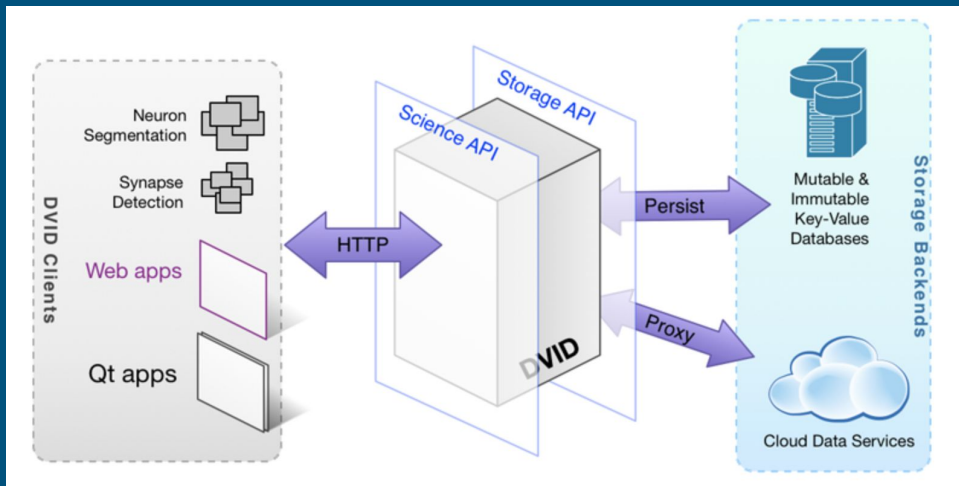 DVID Clients
Neuron
Segmentation
Synapse
Detection
Web apps
Qt apps
HTTP
Science API
Storage API
DVID
Persist
Proxy
Mutable &
Immutable
Key-Value
Databases
Cloud Data Services
Storage Backends